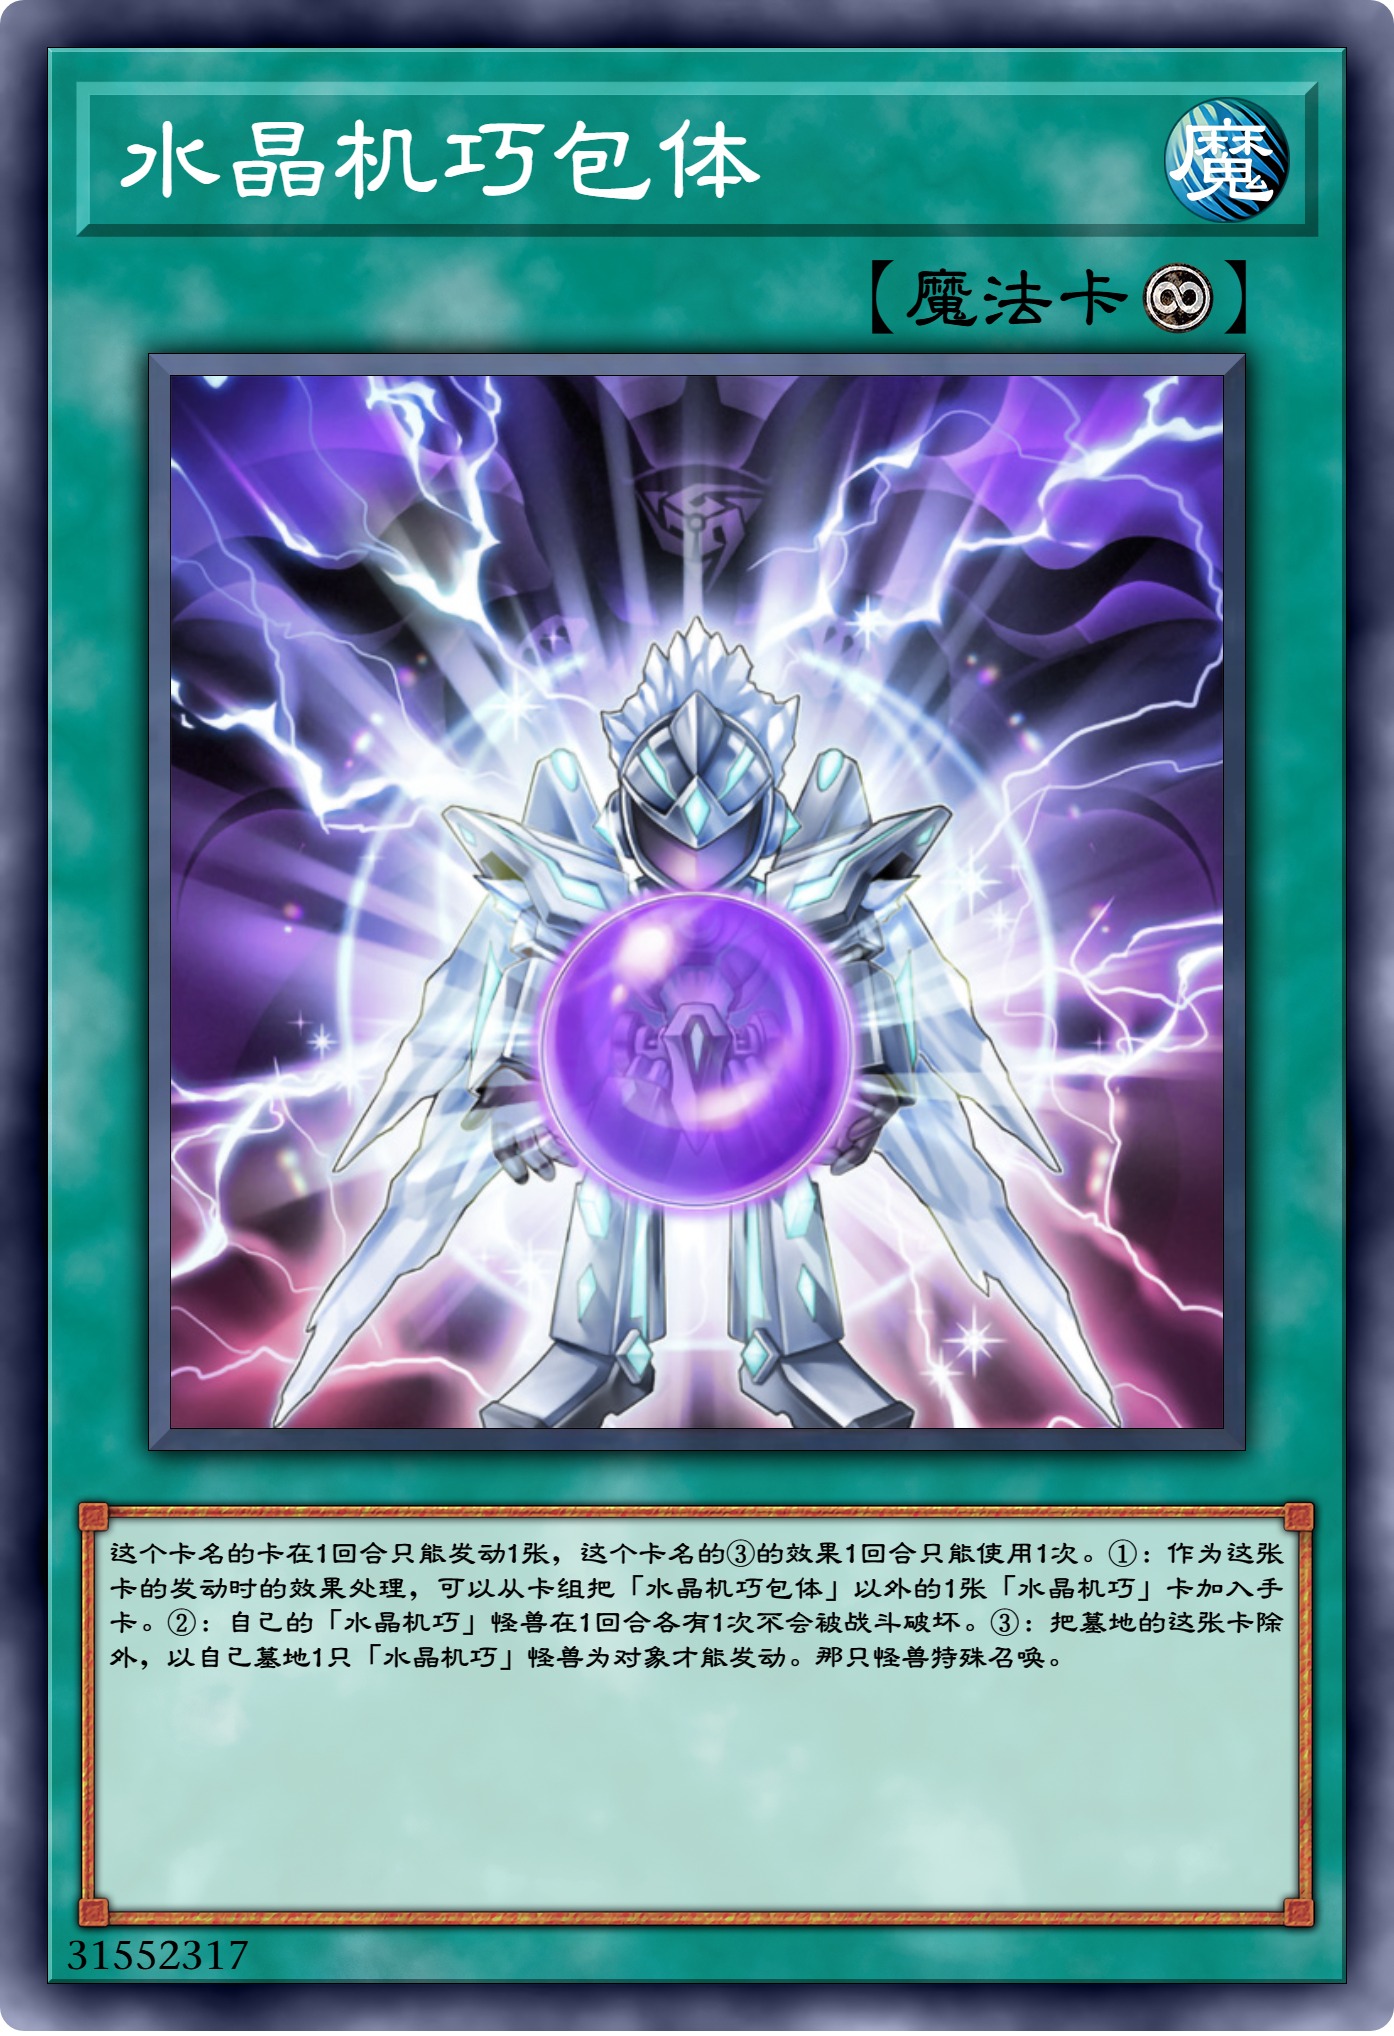 水晶机巧包体
魔
【魔法卡♾】
这个卡名的卡在1回合只能发动1张，这个卡名的③的效果1回合只能使用1次。①：作为这张
卡的发动时的效果处理，可以从卡组把「水晶机巧包体」以外的1张「水晶机巧」卡加入手
卡。②：自己的「水晶机巧」怪兽在1回合各有1次不会被战斗破坏。③：把墓地的这张卡除
外，以自己墓地1只「水晶机巧」怪兽为对象才能发动。那只怪兽特殊召唤。
31552317